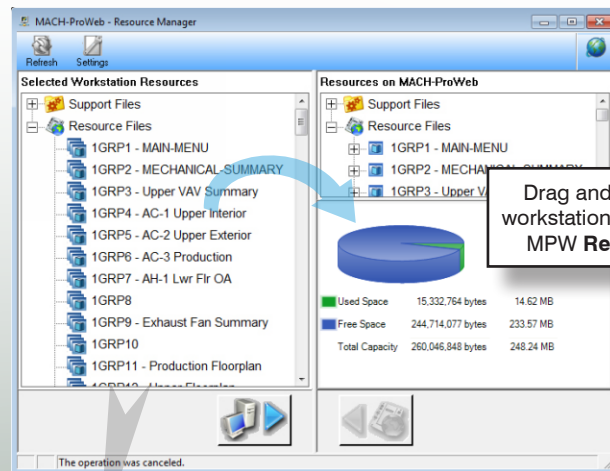 MACH-ProWeb - Resource Manager
Refresh Settings
Selected Workstation Resources
Support Files
Resource Files
1GRP1 - MAIN-MENU
1GRP2 - MECHANICAL-SUMMARY
1GRP3 - Upper VAV Summary
1GRP4 - AC-1 Upper Interior
1GRP5 - AC-2 Upper Exterior
1GRP6 - AC-3 Production
1GRP7 - AH-1 Lwr Flr OA
1GRP8
1GRP9 - Exhaust Fan Summary
1GRP10
1GRP11 - Production Floorplan
1GRP12 - Upper Floorplan
Resources on MACH-ProWeb
Support Files
Resource Files
1GRP1 - MAIN-MENU
1GRP2 - MECHANICAL-SUMMARY
1GRP3 - Upper VA
Drag and
workstation
MPW Re
Used Space 15,332,764 bytes 14.62 MB
Free Space 244,714,077 bytes 233.57 MB
Total Capacity 260,046,848 bytes 248.24 MB
The operation was canceled.